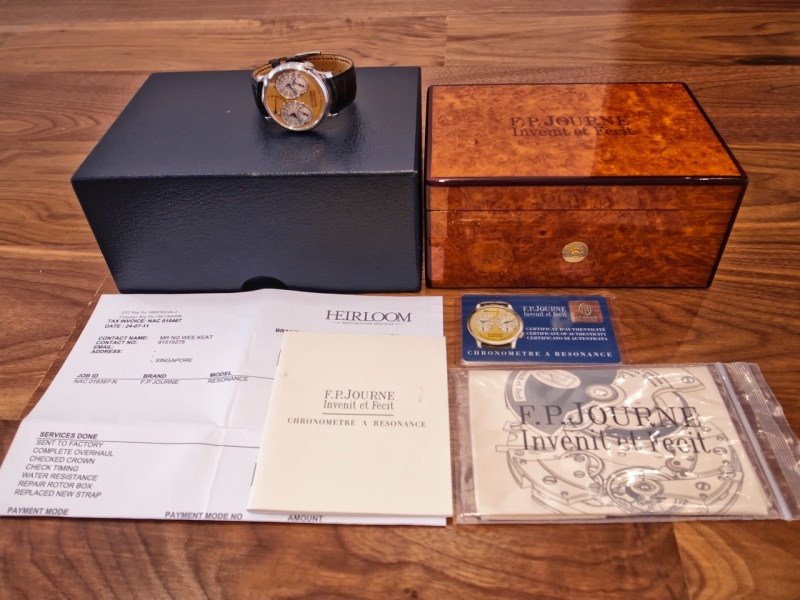 F.P.JOURNE
Invenit et Fecit
TAX INVOICE: NAC 018467
DATE : 24-07-11
CONTACT NAME: MR NG WEE KEAT
CONTACT NO: 91515275
EMAIL: -
ADDRESS: -
, SINGAPORE
JOB ID BRAND MODEL
NAC 018397-N F.P JOURNE RESONANCE
SERVICES DONE
SENT TO FACTORY
COMPLETE OVERHAUL
CHECKED CROWN
CHECK TIMING
WATER RESISTANCE
REPAIR ROTOR BOX
REPLACED NEW STRAP
PAYMENT MODE PAYMENT MODE NO AMOUNT
HEIRLOOM
F.P.JOURNE
Invenit et Fecit
CHRONOMETRE A RESONANCE
F.P.JOURNE
Invenit et Fecit
CERTIFICAT D'AUTHENTICITÉ
CERTIFICATE OF AUTHENTICITY
CERTIFICATO DI AUTENTICITÀ
CHRONOMETRE A RESONANCE
F.P.JOURNE
Invenit et Fecit